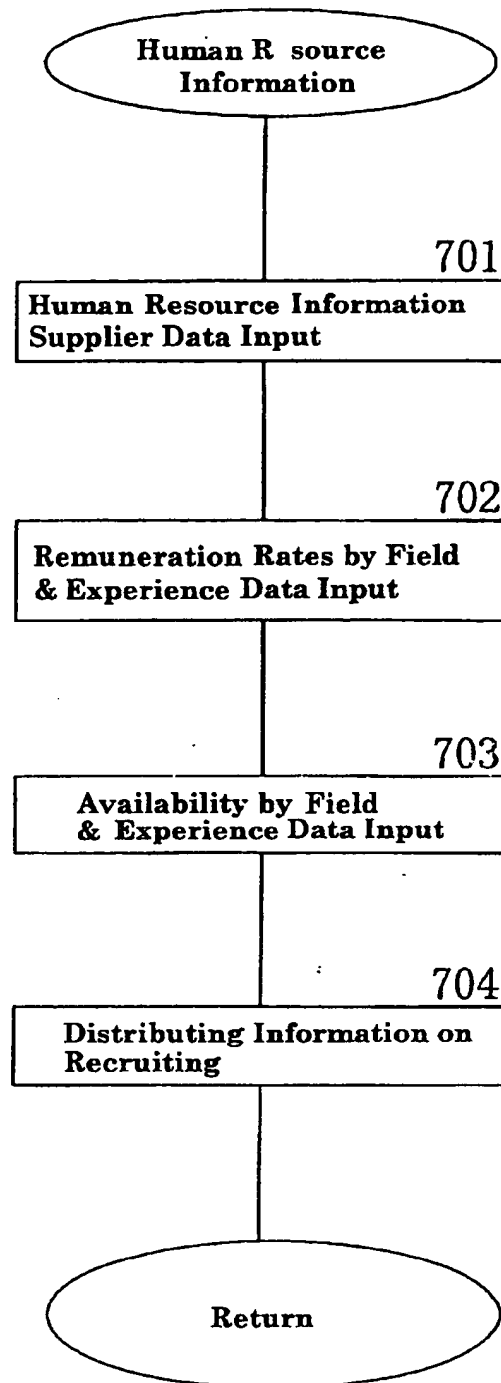 Human R source
Information
701
Human Resource Information
Supplier Data Input
702
Remuneration Rates by Field
& Experience Data Input
703
Availability by Field
& Experience Data Input
704
Distributing Information on
Recruiting
Return